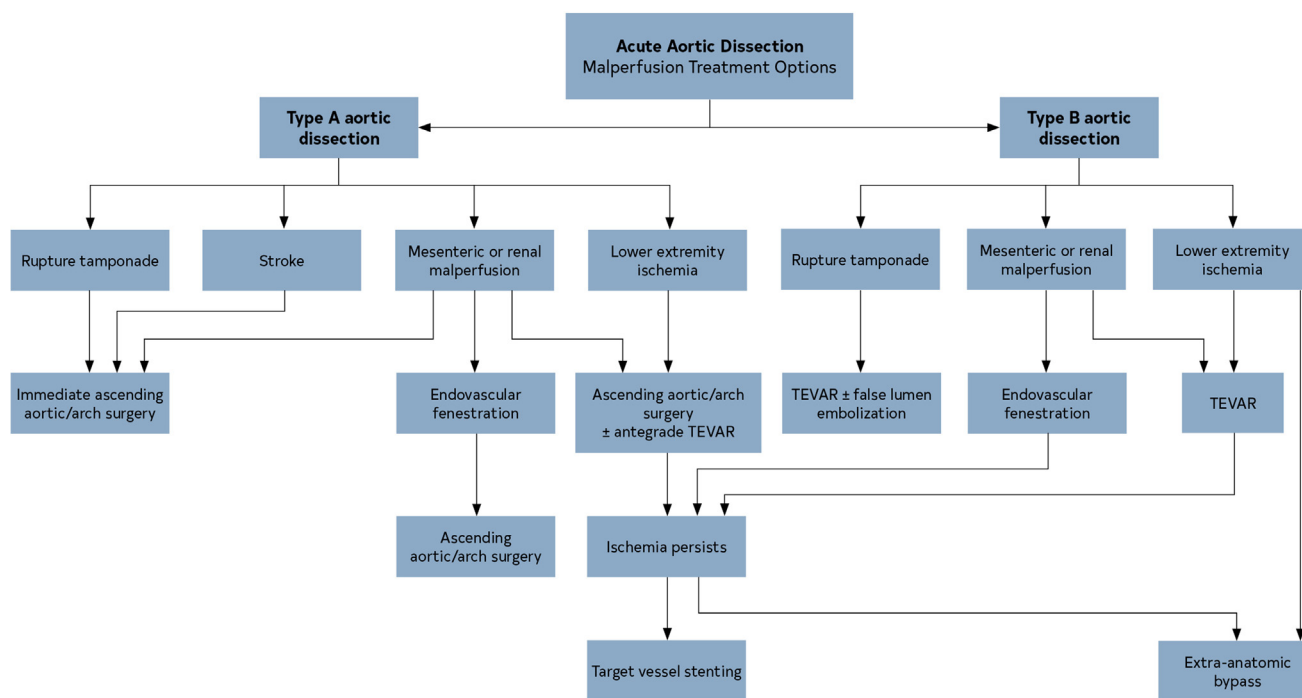 Acute Aortic Dissection
Malperfusion Treatment Options
Type A aortic
dissection
Type B aortic
dissection
Rupture tamponade
Stroke
Mesenteric or renal
malperfusion
Lower extremity
ischemia
Rupture tamponade
Mesenteric or renal
malperfusion
Lower extremity
ischemia
Immediate ascending
aortic/arch surgery
Endovascular
fenestration
Ascending aortic/arch
surgery
± antegrade TEVAR
TEVAR ± false lumen
embolization
Endovascular
fenestration
TEVAR
Ascending
aortic/arch surgery
Ischemia persists
Target vessel stenting
Extra-anatomic
bypass